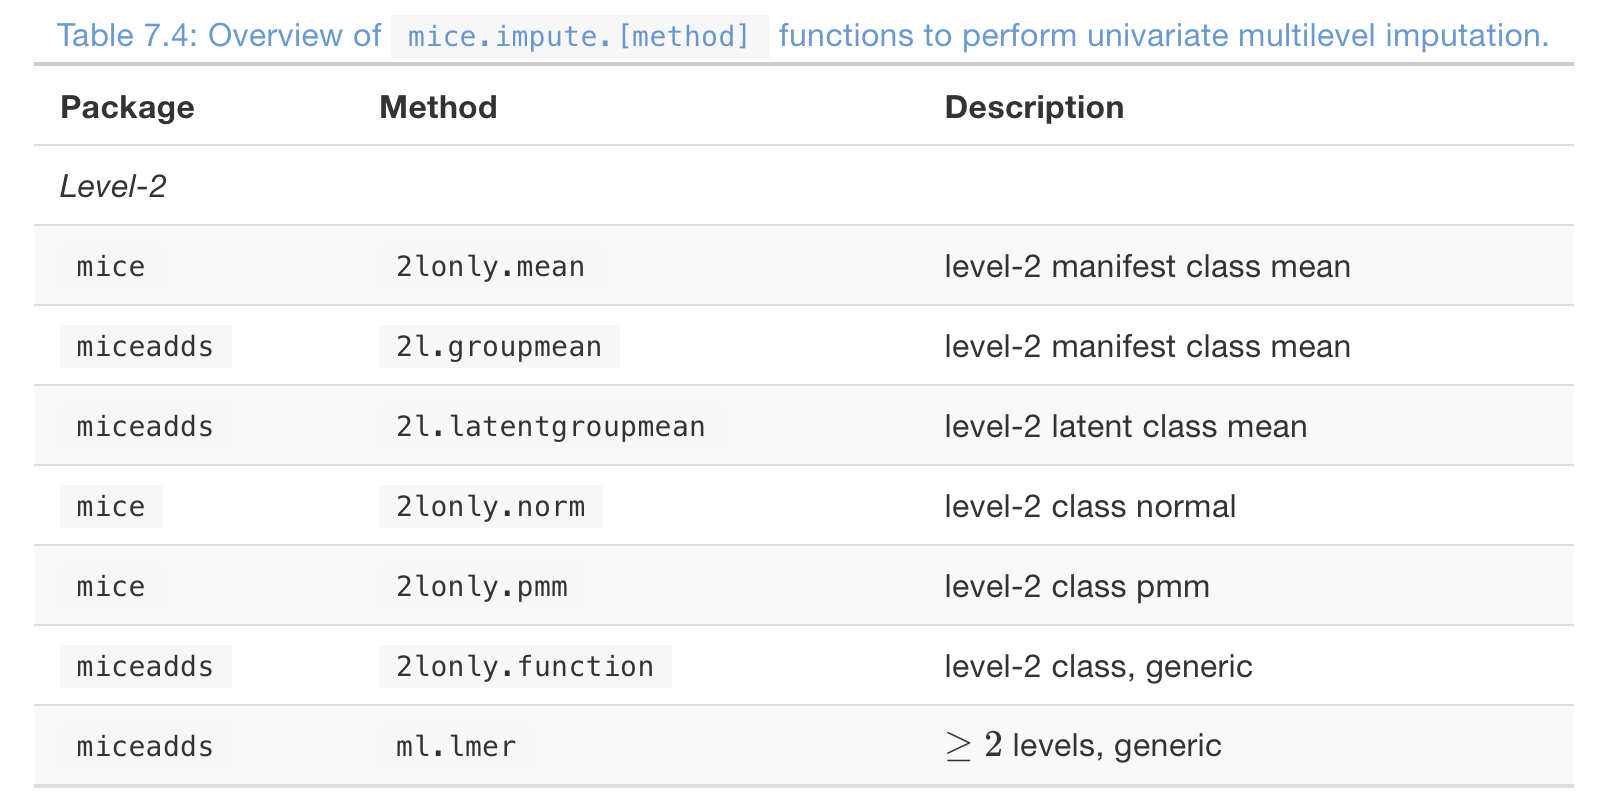 Table 7.4: Overview of mice.impute.[method] functions to perform univariate multilevel imputation.
Package Method Description
Level-2
mice 2lonly.mean level-2 manifest class mean
miceadds 2l.groupmean level-2 manifest class mean
miceadds 2l.latentgroupmean level-2 latent class mean
mice 2lonly.norm level-2 class normal
mice 2lonly.pmm level-2 class pmm
miceadds 2lonly.function level-2 class, generic
miceadds ml.lmer ≥ 2 levels, generic